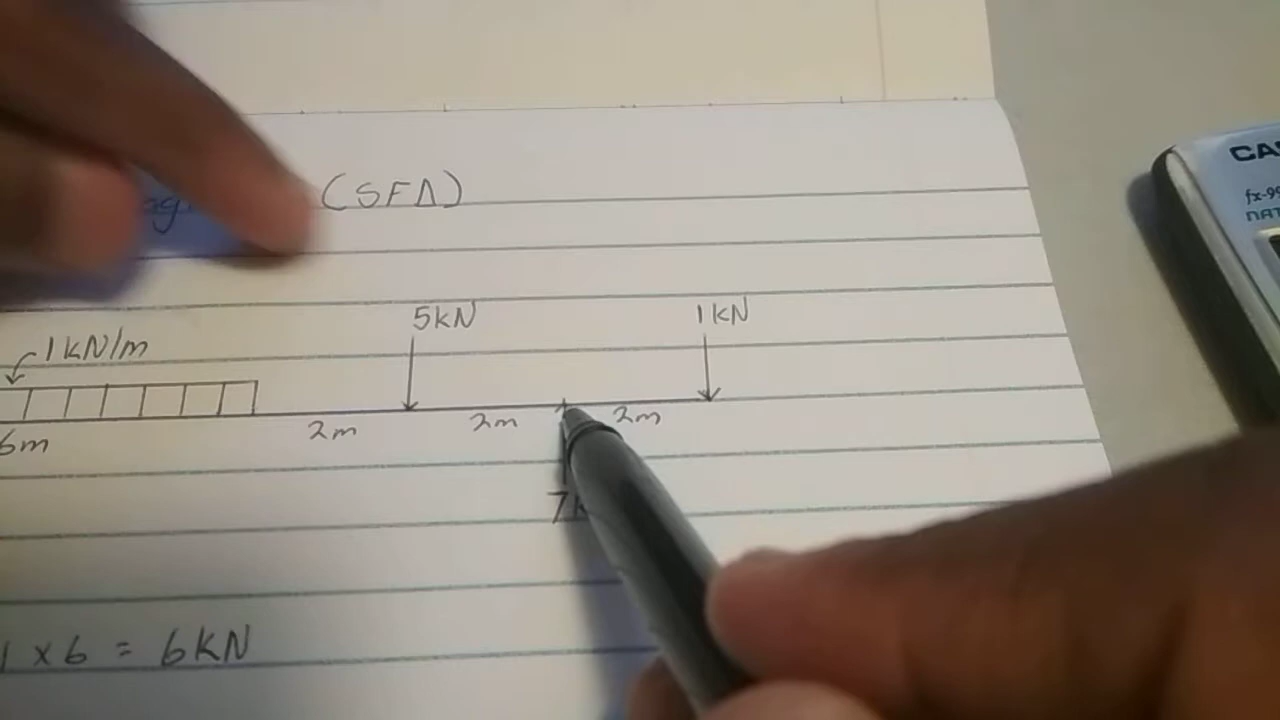 (SFD)
5kN
1kN
1kN/m
2m
2m
2m
6m
1 x 6 = 6kN